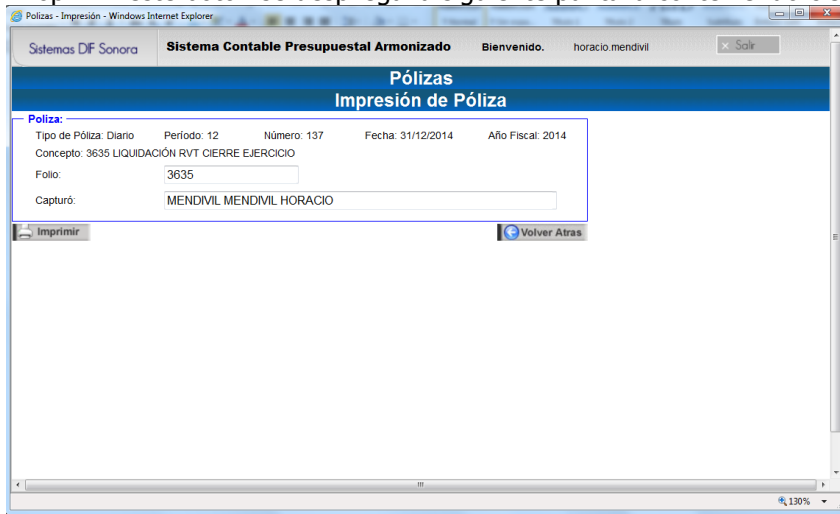 Polizas - Impresión - Windows Internet Explorer
Sistemas DIF Sonora Sistema Contable Presupuestal Armonizado Bienvenido. horacio.mendivil Salir
Pólizas
Impresión de Póliza
Poliza:
Tipo de Póliza: Diario Período: 12 Número: 137 Fecha: 31/12/2014 Año Fiscal: 2014
Concepto: 3635 LIQUIDACIÓN RVT CIERRE EJERCICIO
Folio: 3635
Capturó: MENDIVIL MENDIVIL HORACIO
Imprimir Volver Atras
130%